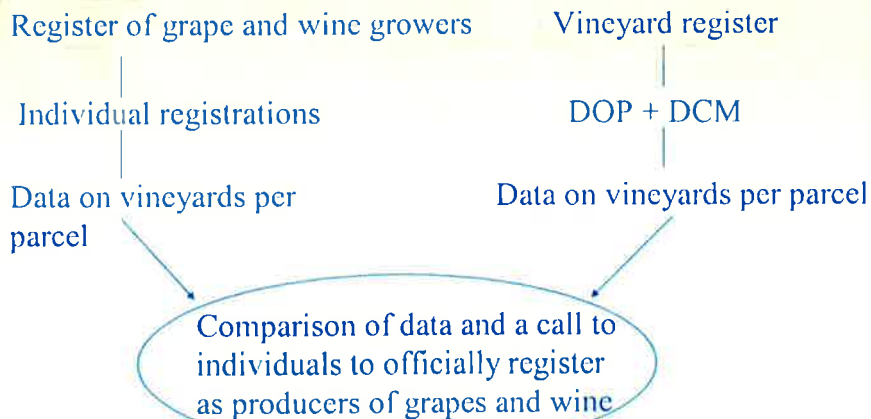 Register of grape and wine growers
Vineyard register
Individual registrations
DOP + DCM
Data on vineyards per
parcel
Data on vineyards per parcel
Comparison of data and a call to
individuals to officially register
as producers of grapes and wine